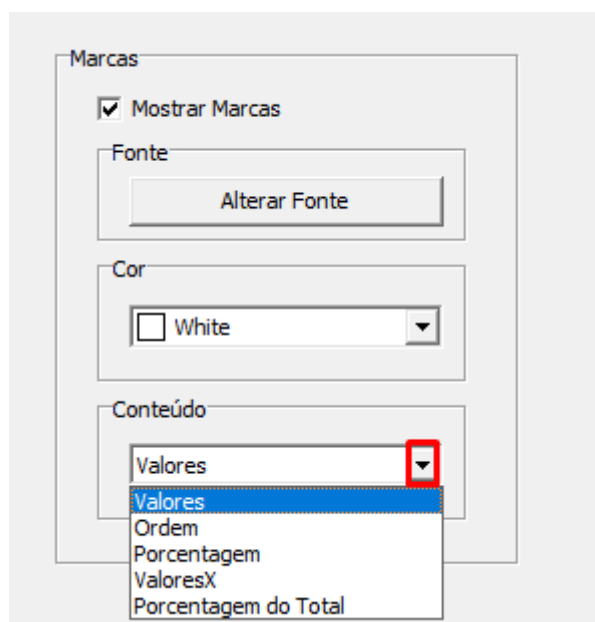 Marcas
Mostrar Marcas
Fonte
Alterar Fonte
Cor
White
Conteúdo
Valores
Valores
Ordem
Porcentagem
ValoresX
Porcentagem do Total